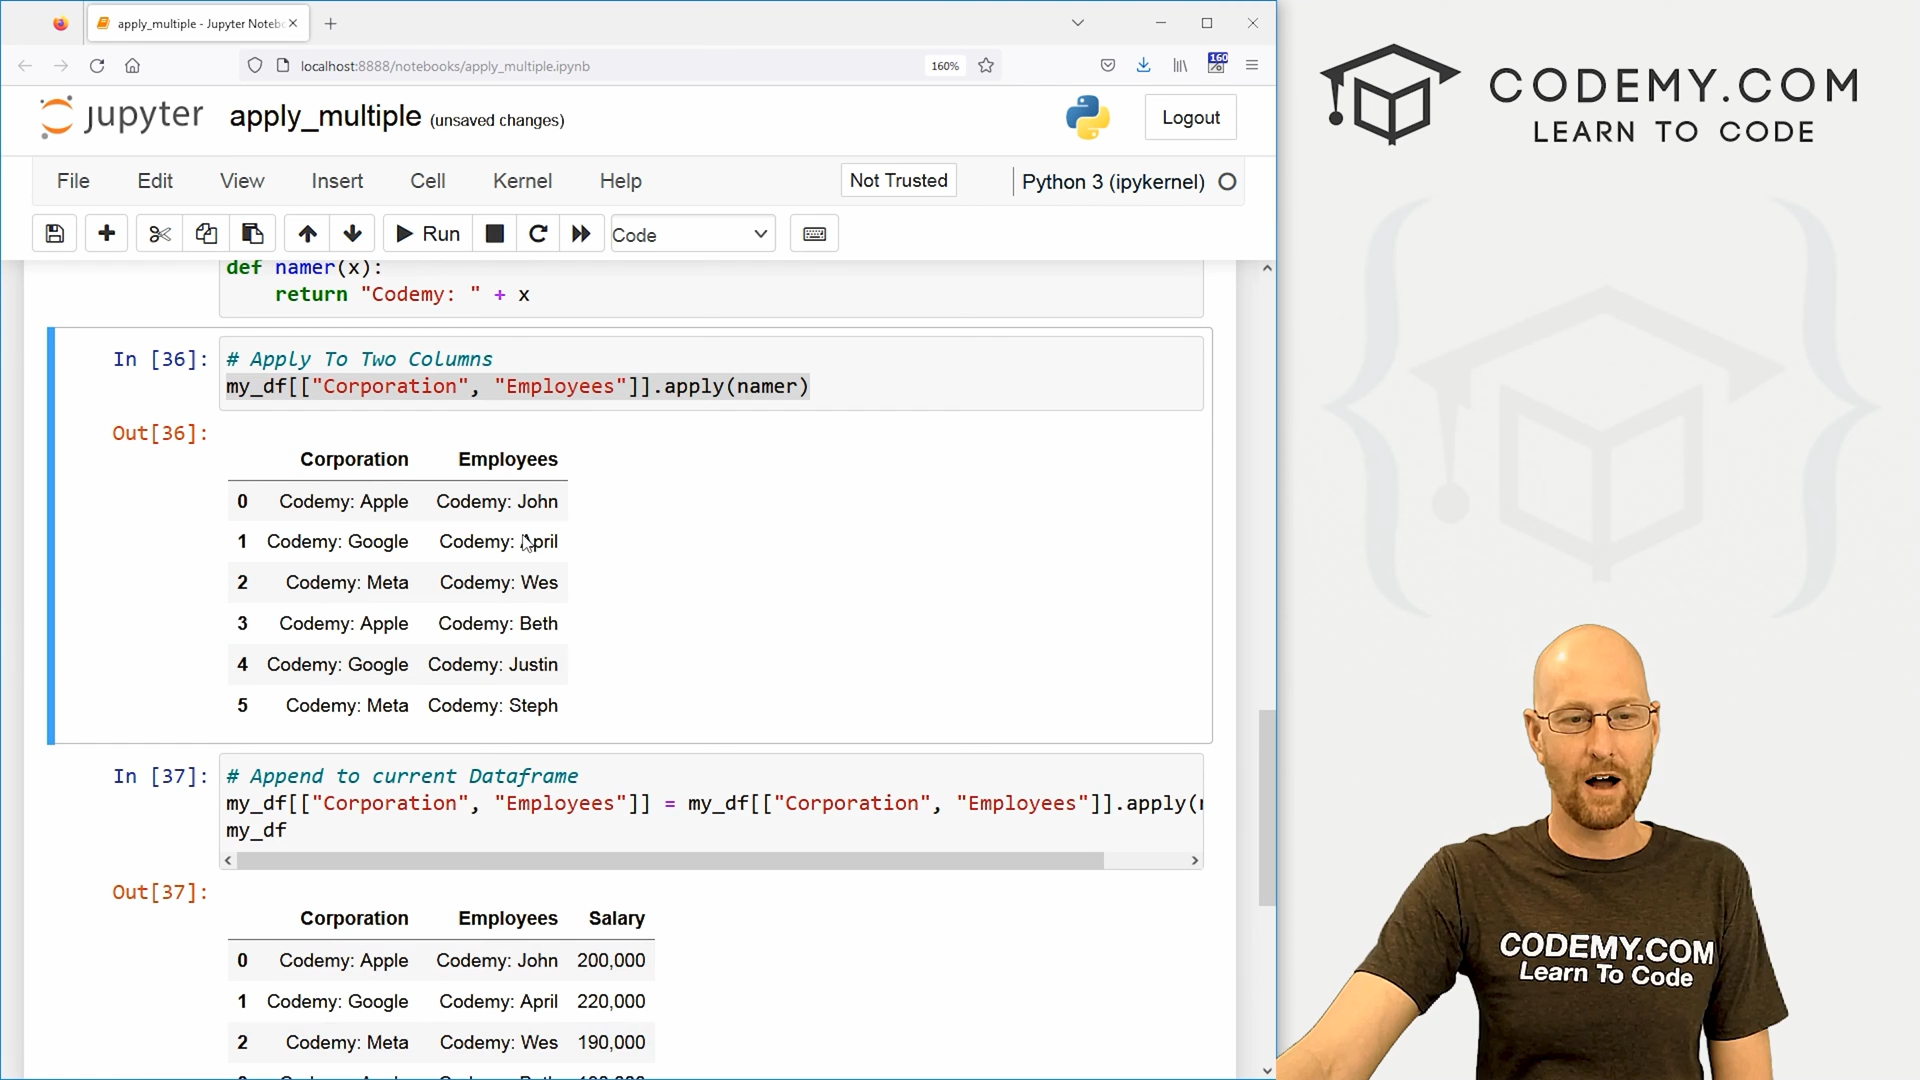 apply_multiple - Jupyter Noteb
localhost:8888/notebooks/apply_multiple.ipynb
160%
160
jupyter apply_multiple (unsaved changes)
Logout
File Edit View Insert Cell Kernel Help
Not Trusted
Python 3 (ipykernel)
Run
Code
def namer(x):
return "Codemy: " + x
In [36]:
# Apply To Two Columns
my_df[["Corporation", "Employees"]].apply(namer)
Out[36]:
Corporation Employees
0 Codemy: Apple Codemy: John
1 Codemy: Google Codemy: April
2 Codemy: Meta Codemy: Wes
3 Codemy: Apple Codemy: Beth
4 Codemy: Google Codemy: Justin
5 Codemy: Meta Codemy: Steph
In [37]:
# Append to current Dataframe
my_df[["Corporation", "Employees"]] = my_df[["Corporation", "Employees"]].apply(
my_df
Out[37]:
Corporation Employees Salary
0 Codemy: Apple Codemy: John 200,000
1 Codemy: Google Codemy: April 220,000
2 Codemy: Meta Codemy: Wes 190,000
CODEMY.COM
LEARN TO CODE
CODEMY.COM
Learn To Code